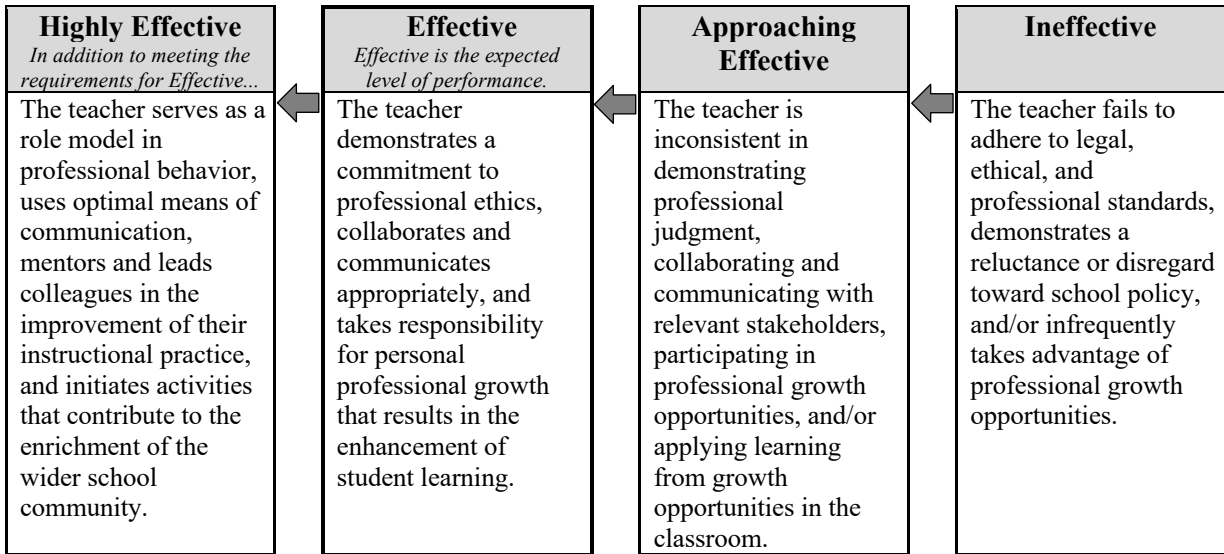 Highly Effective
In addition to meeting the
requirements for Effective...
The teacher serves as a
role model in
professional behavior,
uses optimal means of
communication,
mentors and leads
colleagues in the
improvement of their
instructional practice,
and initiates activities
that contribute to the
enrichment of the
wider school
community.
Effective
Effective is the expected
level of performance.
The teacher
demonstrates a
commitment to
professional ethics,
collaborates and
communicates
appropriately, and
takes responsibility
for personal
professional growth
that results in the
enhancement of
student learning.
Approaching
Effective
The teacher is
inconsistent in
demonstrating
professional
judgment,
collaborating and
communicating with
relevant stakeholders,
participating in
professional growth
opportunities, and/or
applying learning
from growth
opportunities in the
classroom.
Ineffective
The teacher fails to
adhere to legal,
ethical, and
professional standards,
demonstrates a
reluctance or disregard
toward school policy,
and/or infrequently
takes advantage of
professional growth
opportunities.